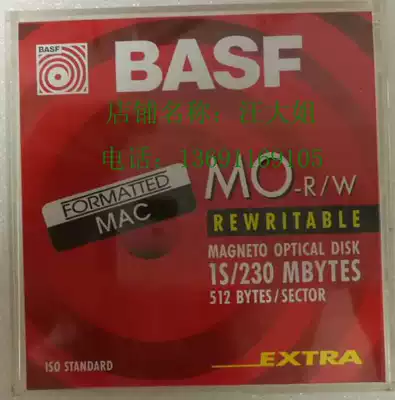 BASF
BASF
店铺名称：汪大姐
电话：13691169105
FORMATTED
MAC
MO-R/W
REWRITABLE
MAGNETO OPTICAL DISK
1S/230 MBYTES
512 BYTES/SECTOR
ISO STANDARD
EXTRA